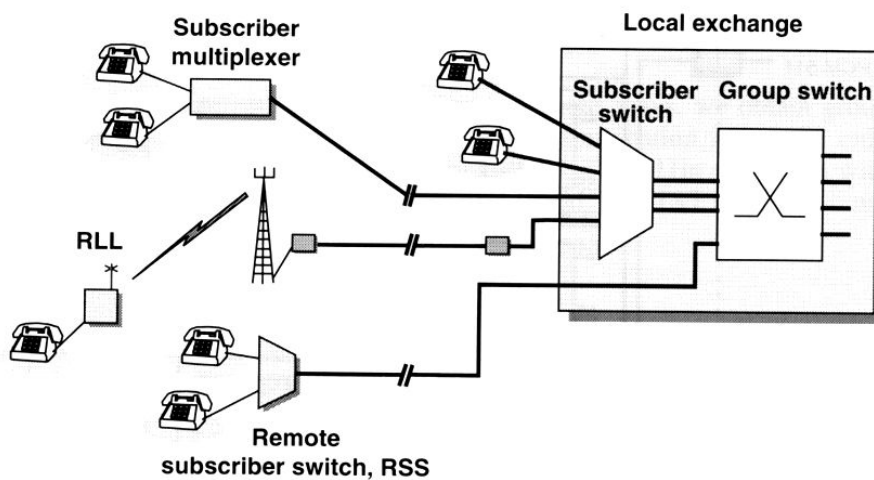 Subscriber
multiplexer
Local exchange
Subscriber
switch
Group switch
RLL
Remote
subscriber switch, RSS